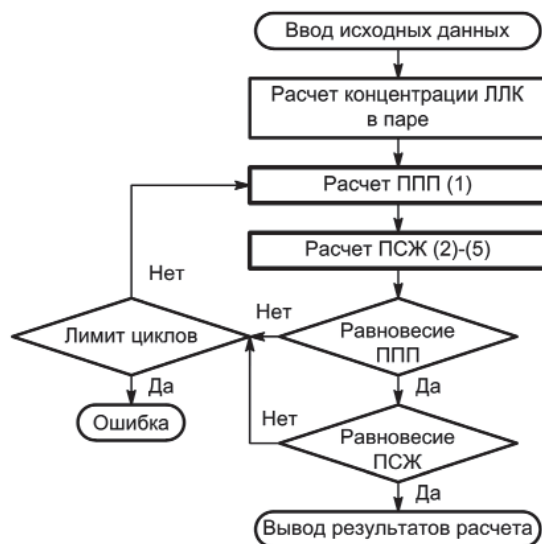 Ввод исходных данных
Расчет концентрации ЛЛК
в паре
Расчет ППП (1)
Расчет ПСЖ (2)-(5)
Нет
Нет
Лимит циклов
Равновесие
ППП
Да
Да
Ошибка
Нет
Равновесие
ПСЖ
Да
Вывод результатов расчета